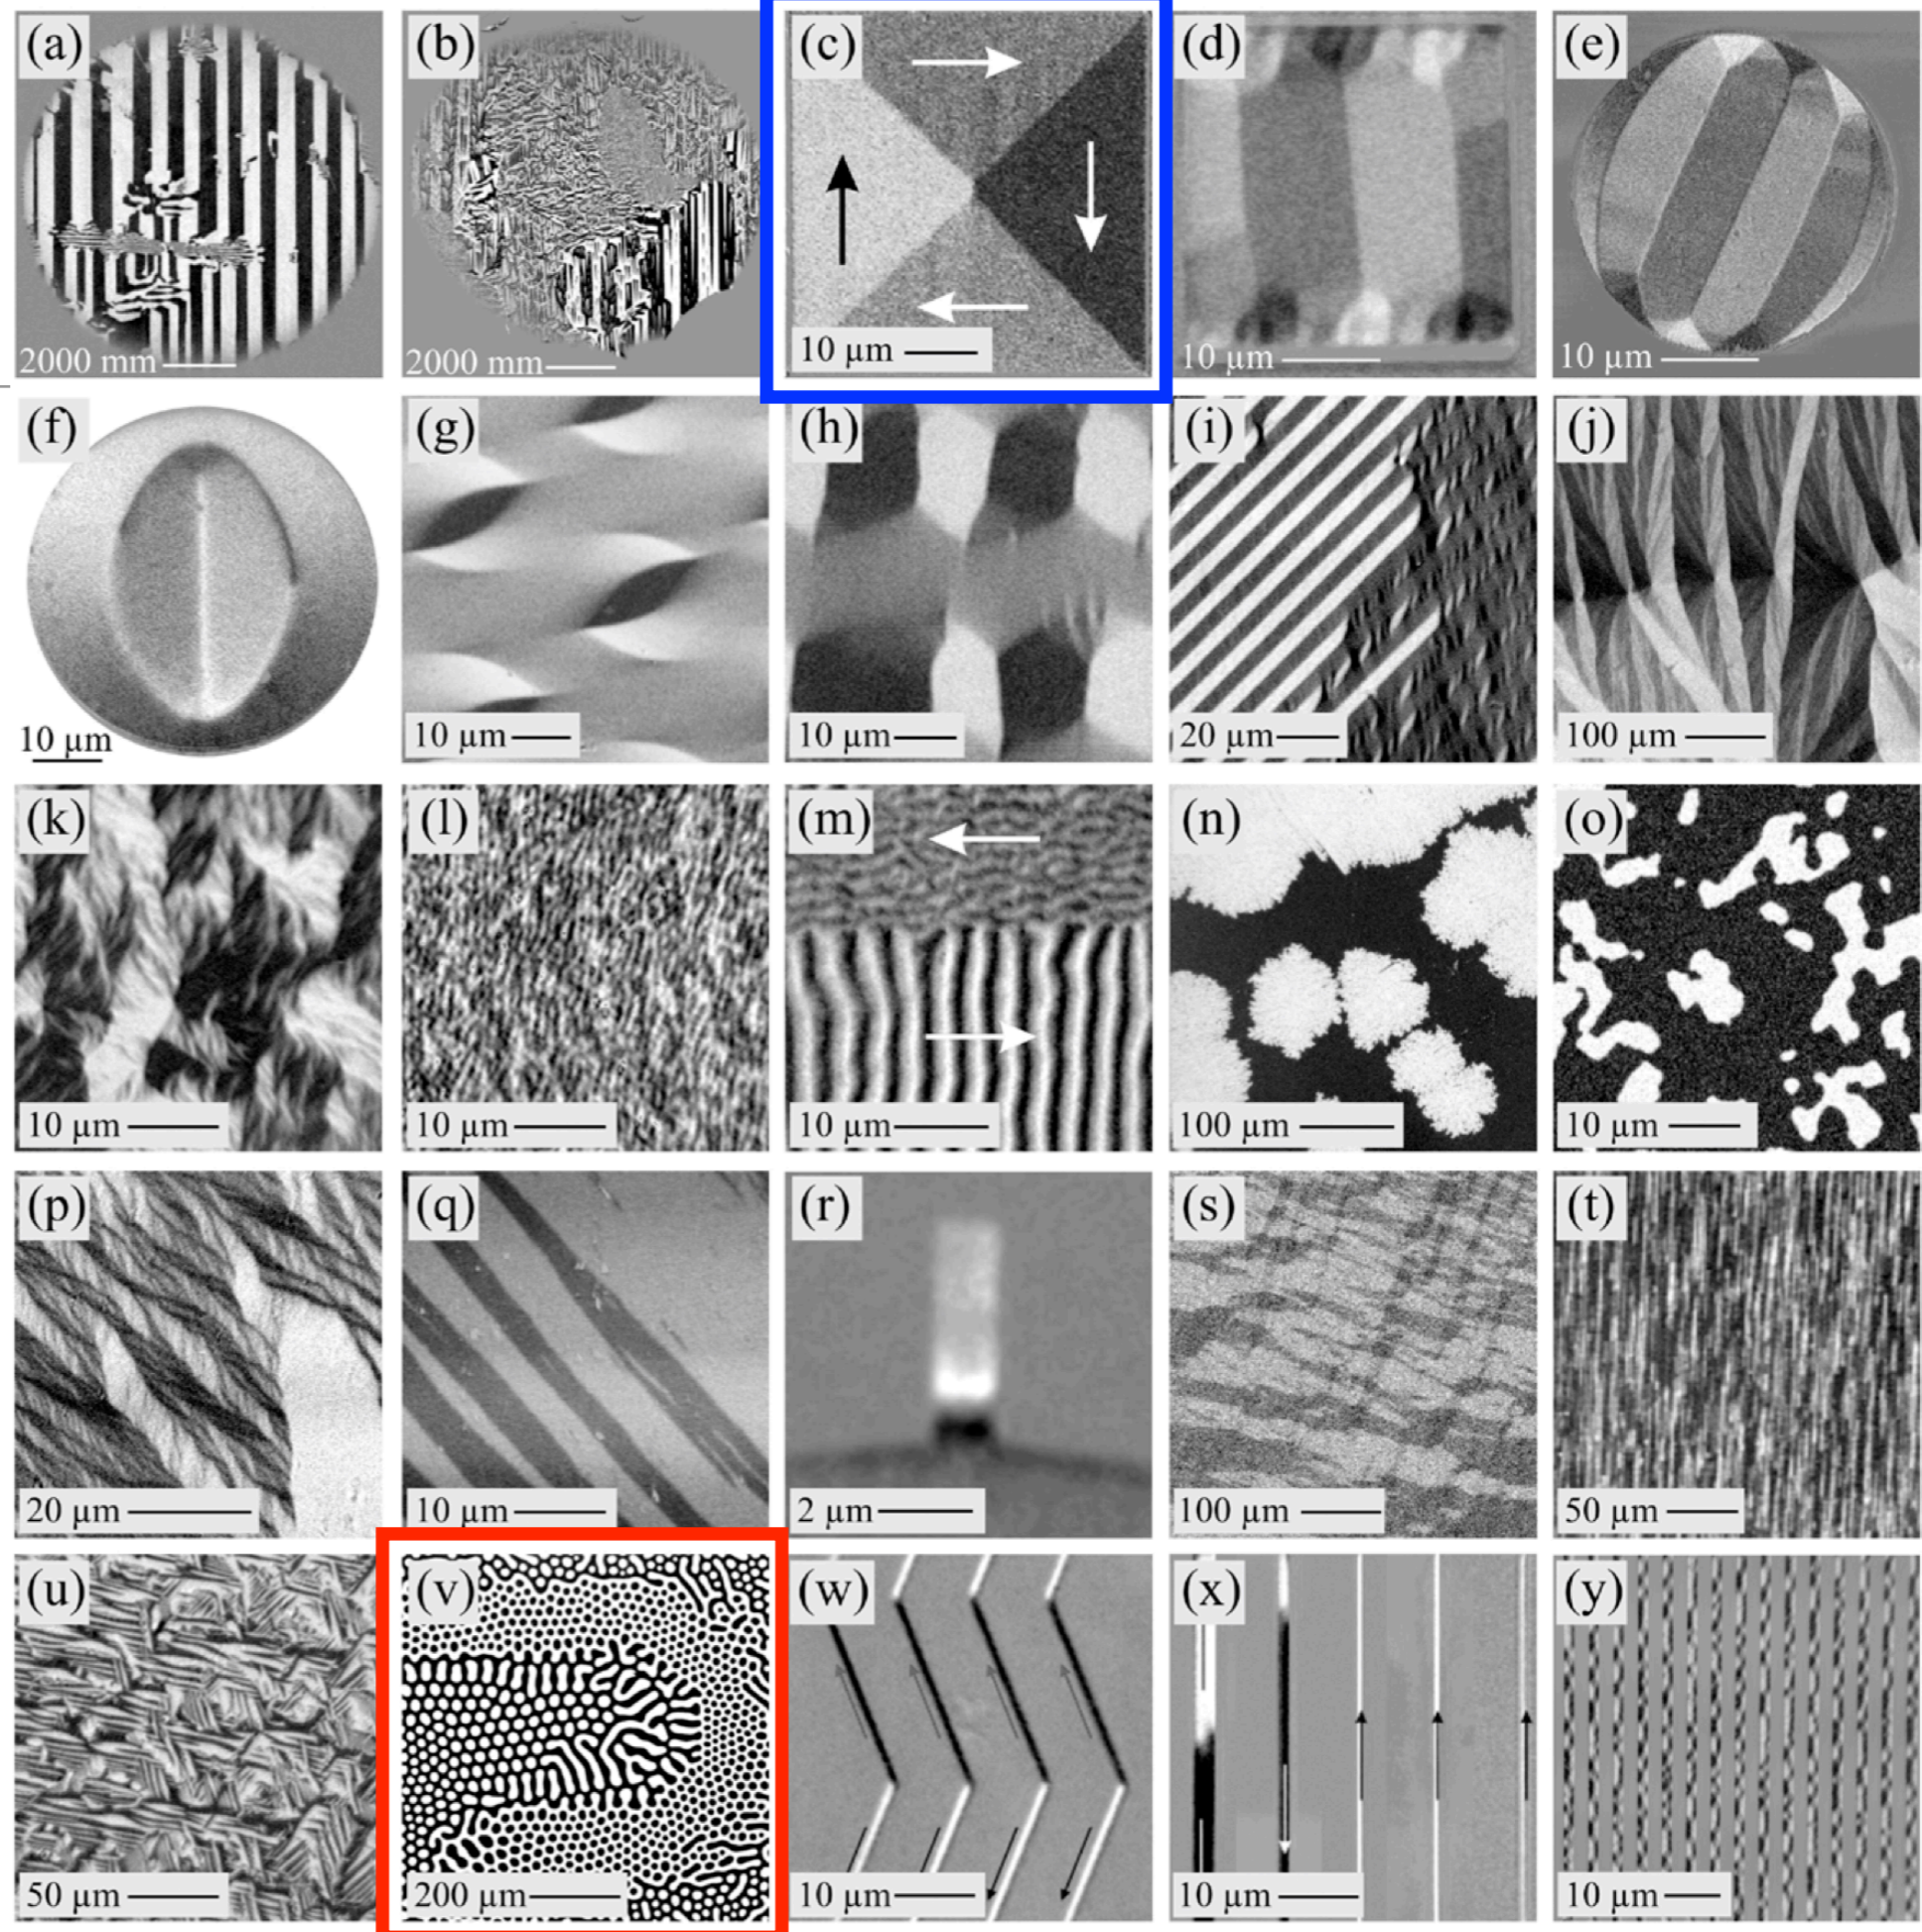 (a)
2000 mm
(b)
2000 mm
(c)
10 µm
(d)
10 µm
(e)
10 µm
(f)
10 µm
(g)
10 µm
(h)
10 µm
(i)
20 µm
(j)
100 µm
(k)
10 µm
(l)
10 µm
(m)
10 µm
(n)
100 µm
(o)
10 µm
(p)
20 µm
(q)
10 µm
(r)
2 µm
(s)
100 µm
(t)
50 µm
(u)
50 µm
(v)
200 µm
(w)
10 µm
(x)
10 µm
(y)
10 µm